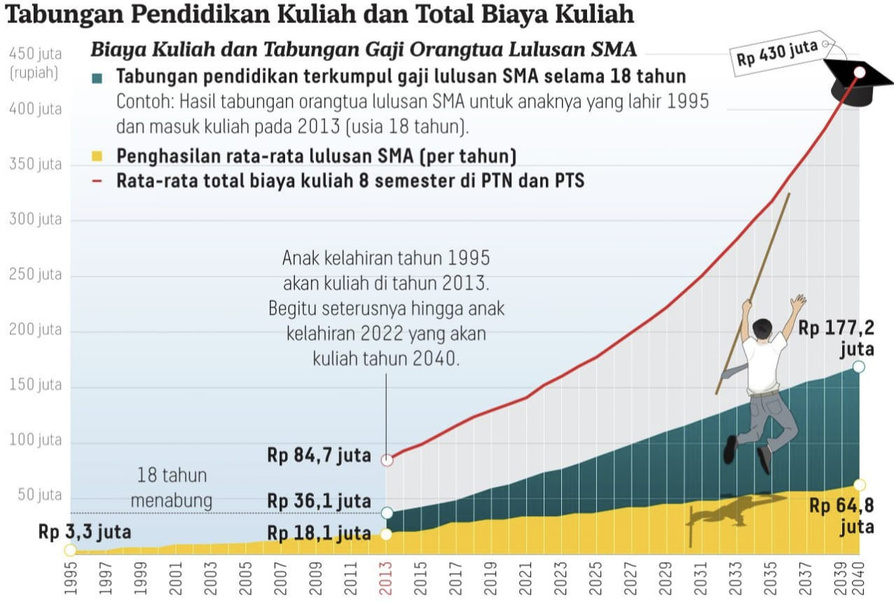 Tabungan Pendidikan Kuliah dan Total Biaya Kuliah
Biaya Kuliah dan Tabungan Gaji Orangtua Lulusan SMA
Tabungan pendidikan terkumpul gaji lulusan SMA selama 18 tahun
Contoh: Hasil tabungan orangtua lulusan SMA untuk anaknya yang lahir 1995
dan masuk kuliah pada 2013 (usia 18 tahun).
Penghasilan rata-rata lulusan SMA (per tahun)
Rata-rata total biaya kuliah 8 semester di PTN dan PTS
450 juta
(rupiah)
400 juta
350 juta
300 juta
250 juta
200 juta
150 juta
100 juta
50 juta
Rp 430 juta
Anak kelahiran tahun 1995
akan kuliah di tahun 2013.
Begitu seterusnya hingga anak
kelahiran 2022 yang akan
kuliah tahun 2040.
Rp 177,2
juta
Rp 84,7 juta
18 tahun
menabung
Rp 36,1 juta
Rp 3,3 juta
Rp 18,1 juta
Rp 64,8
juta
1995
1997
1999
2001
2003
2005
2007
2009
2011
2013
2015
2017
2019
2021
2023
2025
2027
2029
2031
2033
2035
2037
2039
2040